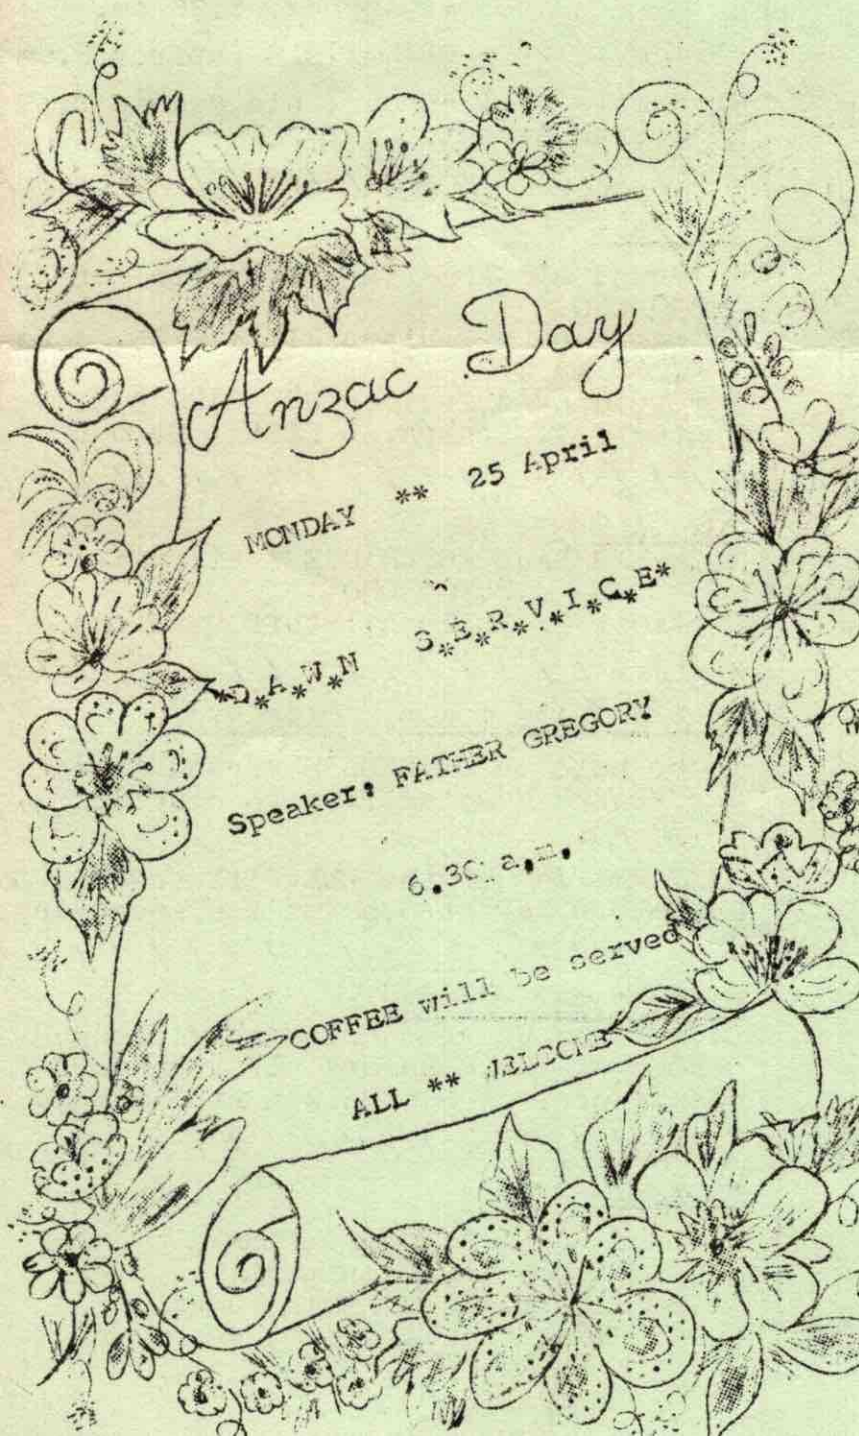 Anzac Day
MONDAY ** 25 April
*D*A*W*N S*E*R*V*I*C*E*
Speaker: FATHER GREGORY
6.30 a.m.
COFFEE will be served
ALL ** WELCOME